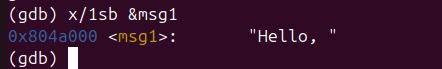 (gdb) x/1sb &msg1
0x804a000 <msg1>:	"Hello, "
(gdb)